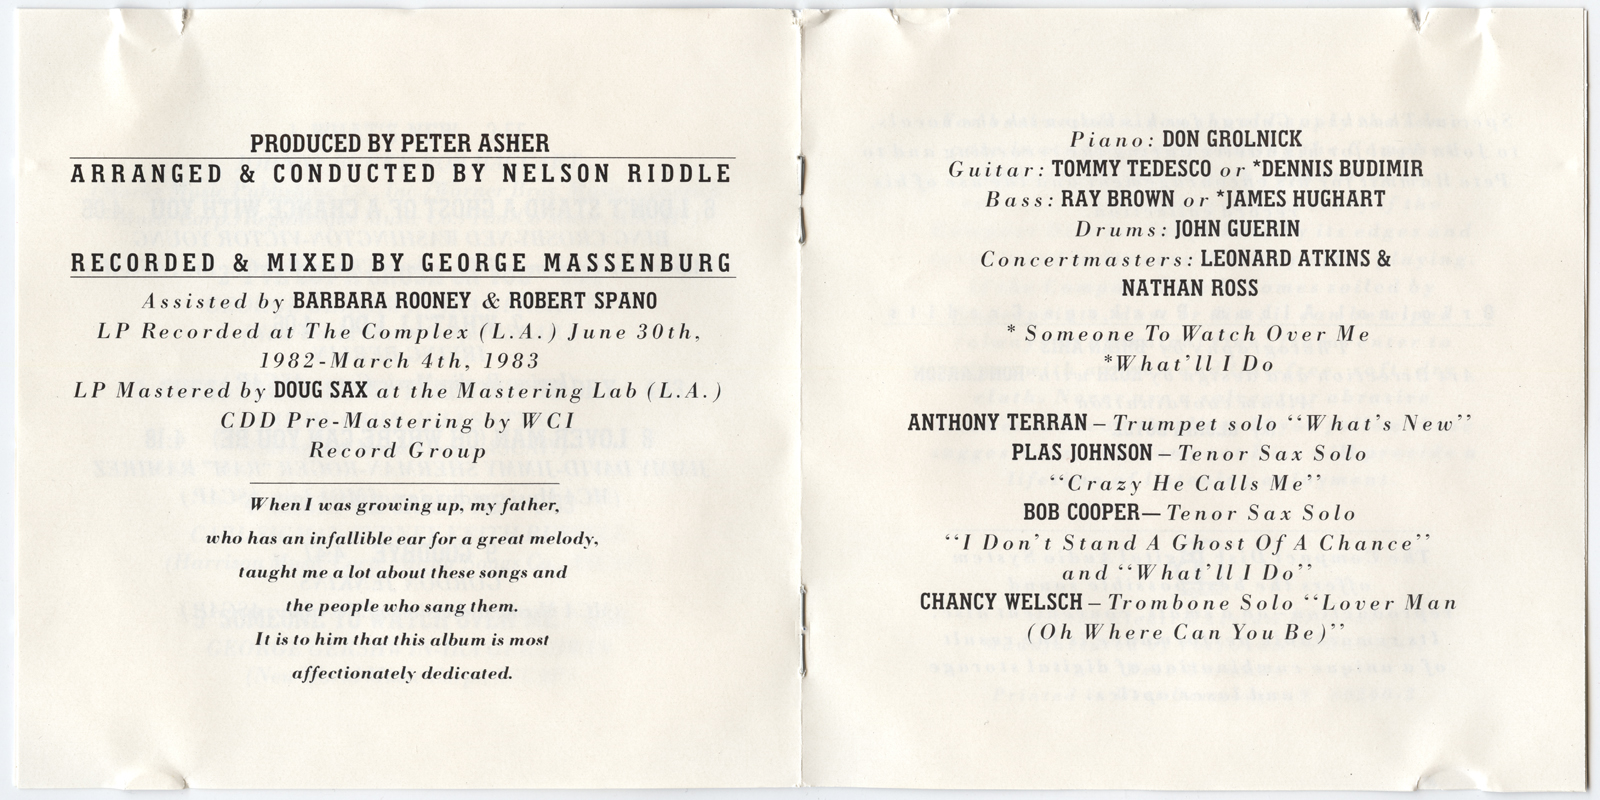 PRODUCED BY PETER ASHER
ARRANGED & CONDUCTED BY NELSON RIDDLE
RECORDED & MIXED BY GEORGE MASSENBURG
Assisted by BARBARA ROONEY & ROBERT SPANO
LP Recorded at The Complex (L.A.) June 30th,
1982-March 4th, 1983
LP Mastered by DOUG SAX at the Mastering Lab (L.A.)
CDD Pre-Mastering by WCI
Record Group
When I was growing up, my father,
who has an infallible ear for a great melody,
taught me a lot about these songs and
the people who sang them.
It is to him that this album is most
affectionately dedicated.
Piano: DON GROLNICK
Guitar: TOMMY TEDESCO or *DENNIS BUDIMIR
Bass: RAY BROWN or *JAMES HUGHART
Drums: JOHN GUERIN
Concertmasters: LEONARD ATKINS &
NATHAN ROSS
* Someone To Watch Over Me
*What'll I Do
ANTHONY TERRAN – Trumpet solo “What's New”
PLAS JOHNSON – Tenor Sax Solo
“Crazy He Calls Me”
BOB COOPER— Tenor Sax Solo
“I Don't Stand A Ghost Of A Chance”
and “What'll I Do”
CHANCY WELSCH – Trombone Solo “Lover Man
(Oh Where Can You Be)”